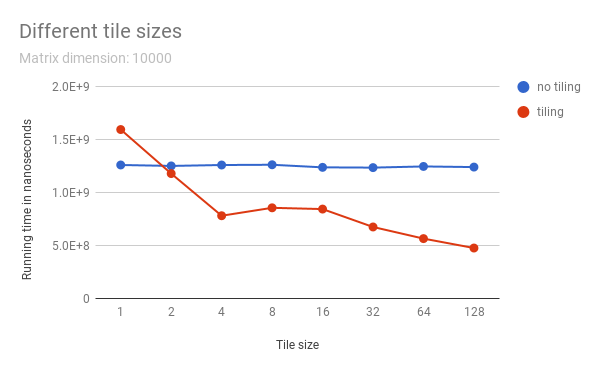 Different tile sizes
Matrix dimension: 10000
no tiling
tiling
Running time in nanoseconds
2.0E+9
1.5E+9
1.0E+9
5.0E+8
0
1 2 4 8 16 32 64 128
Tile size